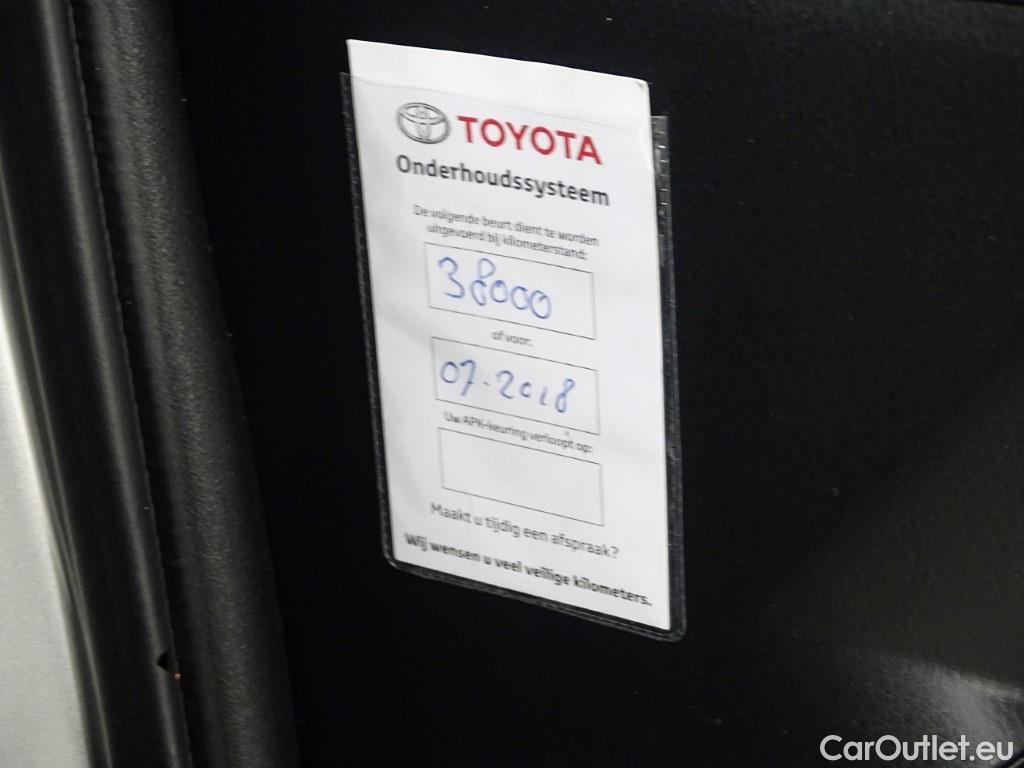 TOYOTA
Onderhoudssysteem
De volgende beurt dient te worden
uitgevoerd bij kilometerstand:
38000
of voor:
07-2018
Uw APK-keuring verloopt op:
Maakt u tijdig een afspraak?
Wij wensen u veel veilige kilometers.
CarOutlet.eu